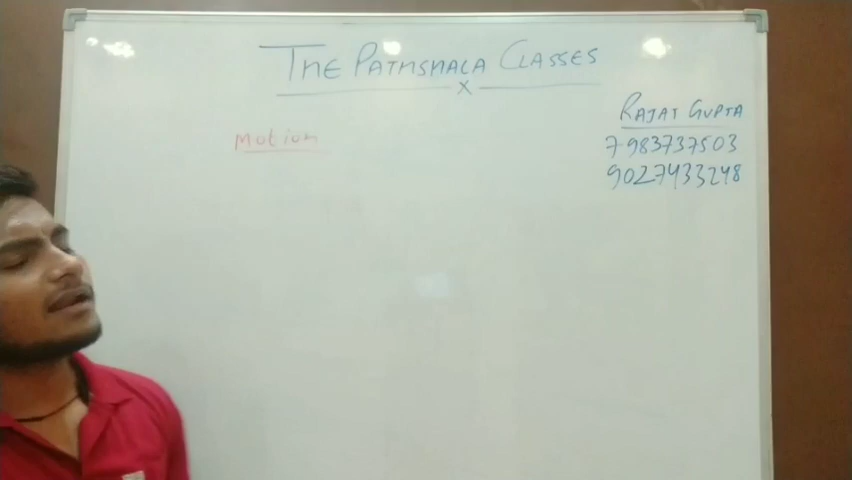 THE PATHSHALA CLASSES
x
RAJAT GUPTA
Motion
7983737503
9027433248